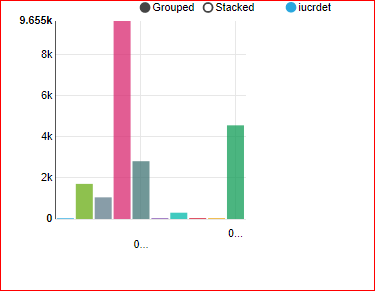 Grouped Stacked iucrdet
9.655k
8k
6k
4k
2k
0
0...
0...